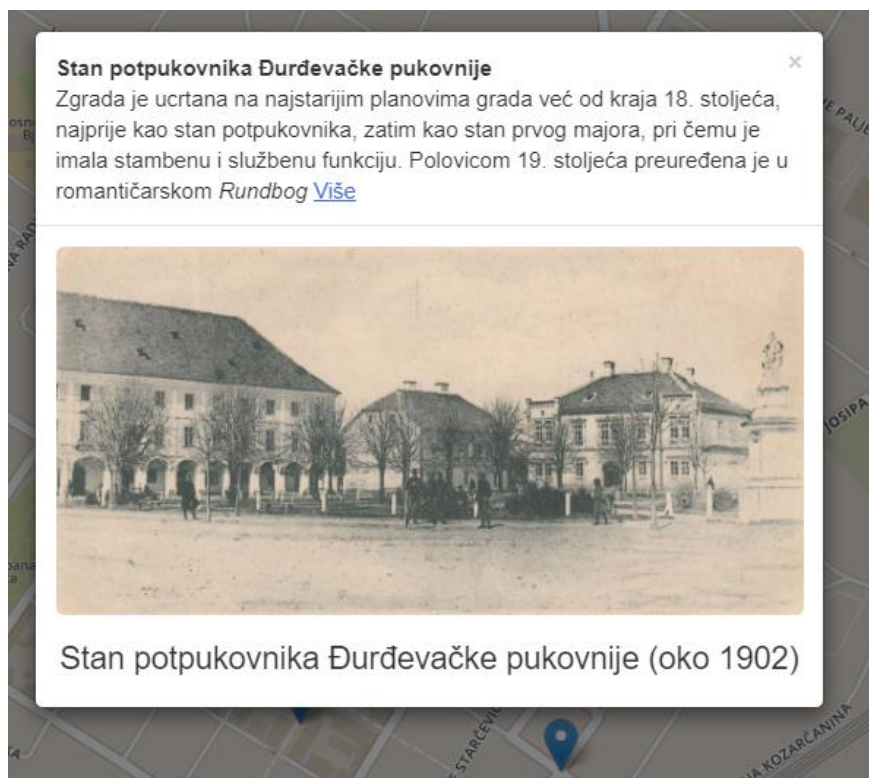 Stan potpukovnika Đurđevačke pukovnije
×
Zgrada je ucrtana na najstarijim planovima grada već od kraja 18. stoljeća,
najprije kao stan potpukovnika, zatim kao stan prvog majora, pri čemu je
imala stambenu i službenu funkciju. Polovicom 19. stoljeća preuređena je u
romantičarskom Rundbog Više
Stan potpukovnika Đurđevačke pukovnije (oko 1902)
JOSIPA
KOZARČANINA